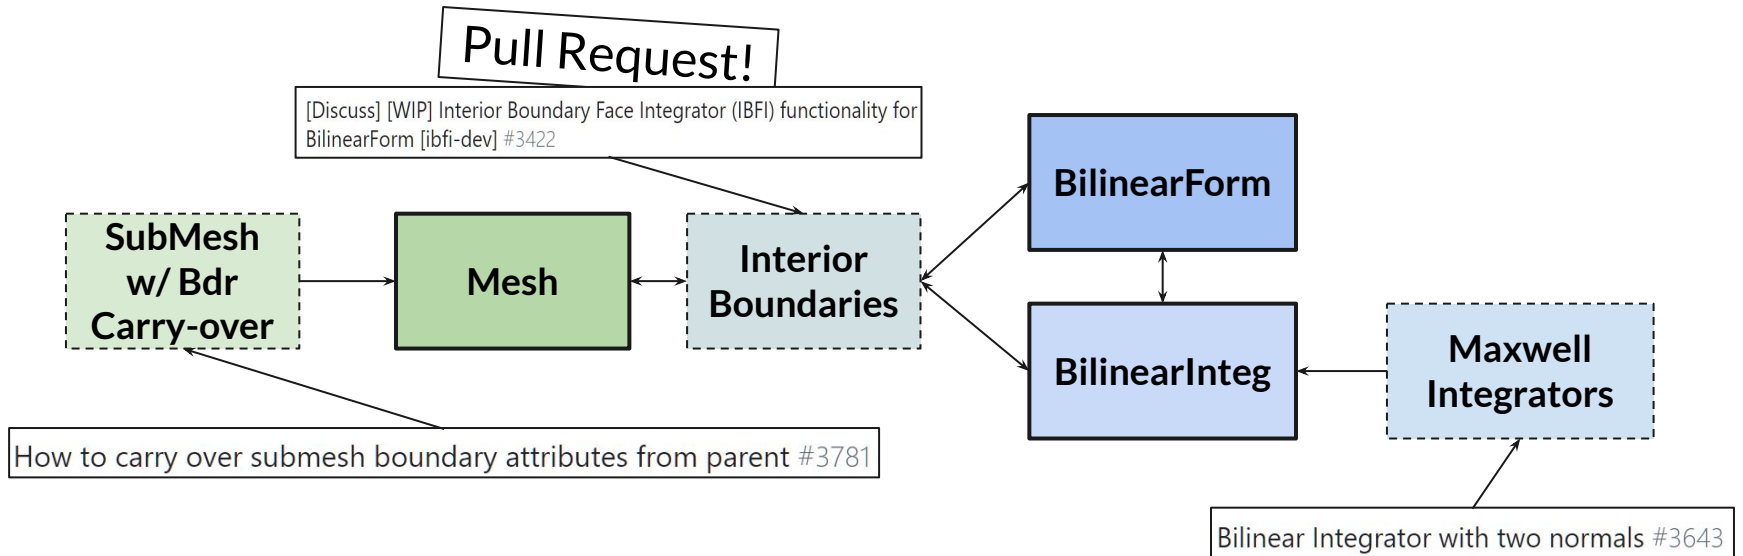 Pull Request!
[Discuss] [WIP] Interior Boundary Face Integrator (IBFI) functionality for
BilinearForm [ibfi-dev] #3422
SubMesh
w/ Bdr
Carry-over
Mesh
Interior
Boundaries
BilinearForm
BilinearInteg
Maxwell
Integrators
How to carry over submesh boundary attributes from parent #3781
Bilinear Integrator with two normals #3643